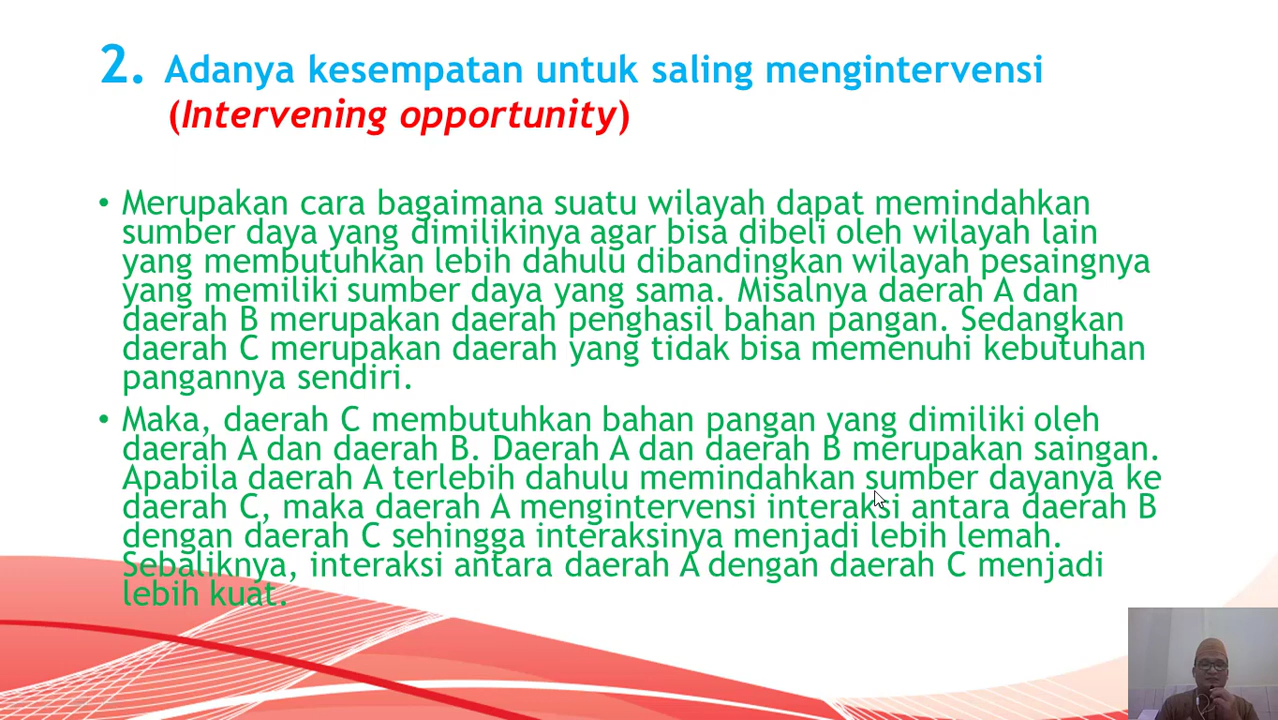 2. Adanya kesempatan untuk saling mengintervensi
(Intervening opportunity)
• Merupakan cara bagaimana suatu wilayah dapat memindahkan
sumber daya yang dimilikinya agar bisa dibeli oleh wilayah lain
yang membutuhkan lebih dahulu dibandingkan wilayah pesaingnya
yang memiliki sumber daya yang sama. Misalnya daerah A dan
daerah B merupakan daerah penghasil bahan pangan. Sedangkan
daerah C merupakan daerah yang tidak bisa memenuhi kebutuhan
pangannya sendiri.
• Maka, daerah C membutuhkan bahan pangan yang dimiliki oleh
daerah A dan daerah B. Daerah A dan daerah B merupakan saingan.
Apabila daerah A terlebih dahulu memindahkan sumber dayanya ke
daerah C, maka daerah A mengintervensi interaksi antara daerah B
dengan daerah C sehingga interaksinya menjadi lebih lemah.
Sebaliknya, interaksi antara daerah A dengan daerah C menjadi
lebih kuat.